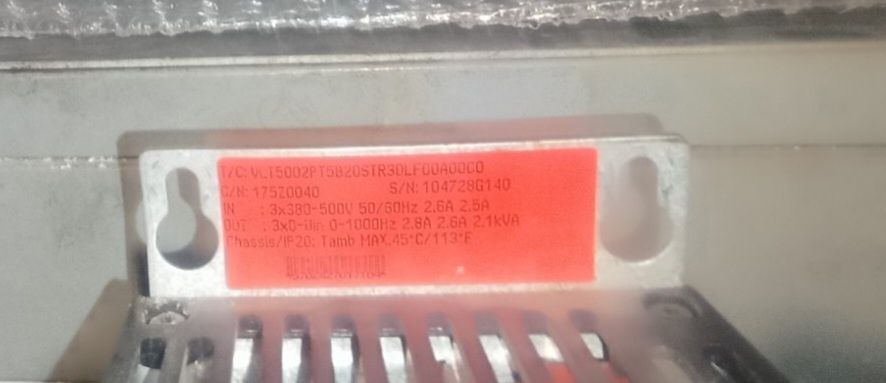 T/C: VLT5002PT5B20STR3DLF00A00C0
C/N: 175Z0040 S/N: 104728G140
IN : 3x380-500V 50/60Hz 2.6A 2.5A
OUT : 3x0-Uin 0-1000Hz 2.8A 2.6A 2.1kVA
Chassis/IP20: Tamb MAX.45°C/113°F